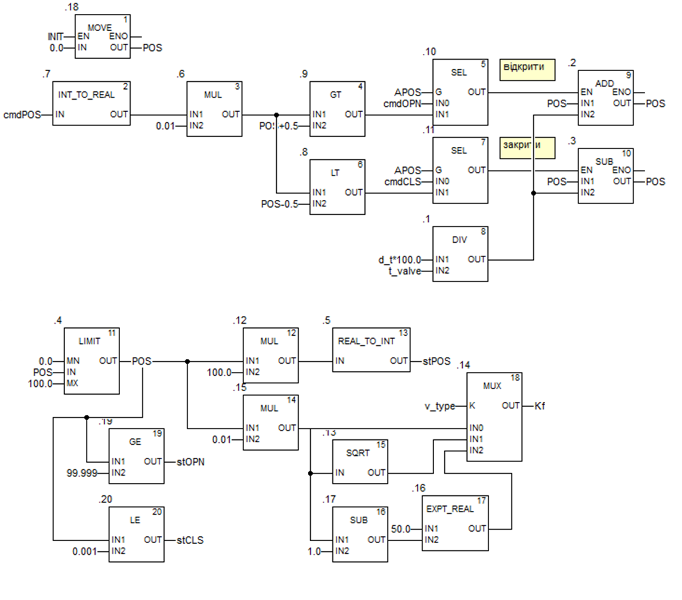 .18
1
MOVE
INIT EN ENO
0.0 IN OUT POS
.7
2
INT_TO_REAL
cmdPOS IN OUT
.6
3
MUL
IN1 OUT
0.01 IN2
.9
4
GT
IN1 OUT
POS+0.5 IN2
.8
6
LT
IN1 OUT
POS-0.5 IN2
.10
5
SEL
APOS G OUT
cmdOPN IN0
IN1
відкрити
.11
7
SEL
APOS G OUT
cmdCLS IN0
IN1
закрити
.2
9
ADD
EN ENO
POS IN1 OUT POS
IN2
.3
10
SUB
EN ENO
POS IN1 OUT POS
IN2
.1
8
DIV
d_t*100.0 IN1 OUT
t_valve IN2
.4
11
LIMIT
0.0 MN OUT POS
POS IN
100.0 MX
.12
12
MUL
IN1 OUT
100.0 IN2
.5
13
REAL_TO_INT
IN OUT stPOS
.15
14
MUL
IN1 OUT
0.01 IN2
.14
18
MUX
v_type K OUT Kf
IN0
IN1
IN2
.19
19
GE
IN1 OUT stOPN
99.999 IN2
.13
15
SQRT
IN OUT
.20
20
LE
IN1 OUT stCLS
0.001 IN2
.17
16
SUB
IN1 OUT
1.0 IN2
.16
17
EXPT_REAL
50.0 IN1 OUT
IN2